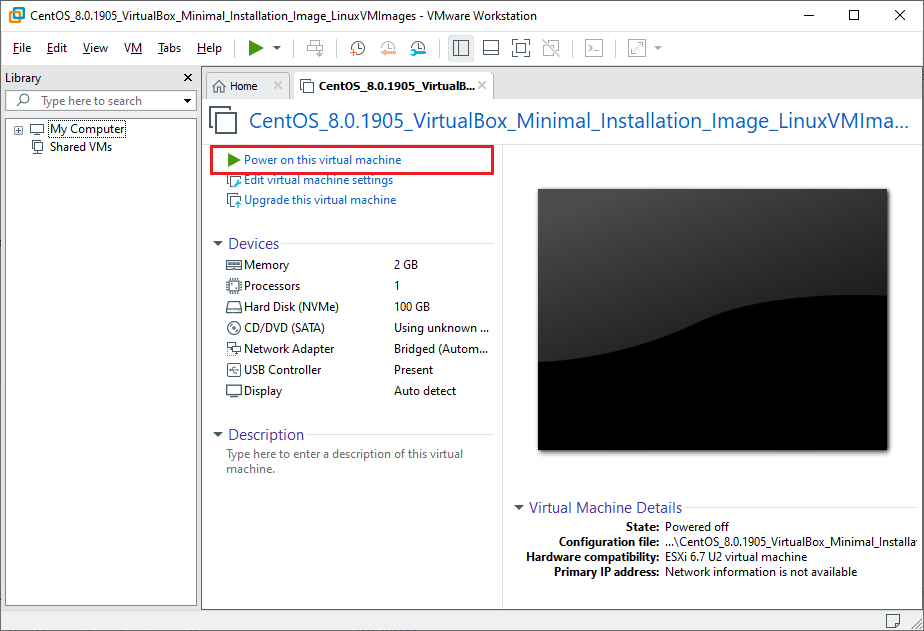 CentOS_8.0.1905_VirtualBox_Minimal_Installation_Image_LinuxVMImages - VMware Workstation
File Edit View VM Tabs Help
Library
Type here to search
My Computer
Shared VMs
Home
CentOS_8.0.1905_VirtualB...
CentOS_8.0.1905_VirtualBox_Minimal_Installation_Image_LinuxVMIma...
Power on this virtual machine
Edit virtual machine settings
Upgrade this virtual machine
Devices
Memory 2 GB
Processors 1
Hard Disk (NVMe) 100 GB
CD/DVD (SATA) Using unknown ...
Network Adapter Bridged (Autom...
USB Controller Present
Display Auto detect
Description
Type here to enter a description of this virtual
machine.
Virtual Machine Details
State: Powered off
Configuration file: ...\CentOS_8.0.1905_VirtualBox_Minimal_Installa
Hardware compatibility: ESXi 6.7 U2 virtual machine
Primary IP address: Network information is not available